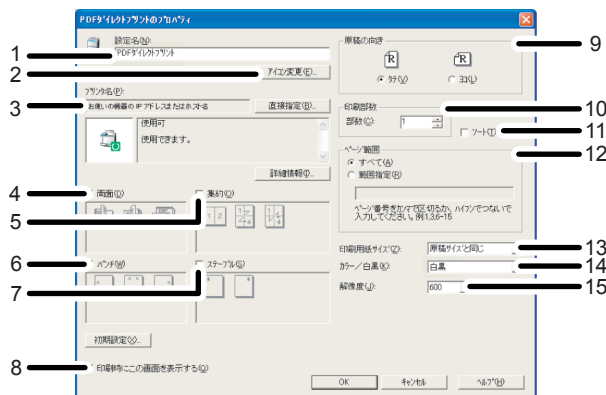 PDFﾀﾞｲﾚｸﾄﾌﾟﾘﾝﾄのﾌﾟﾛﾊﾟﾃｨ
設定名(N):
1
PDFﾀﾞｲﾚｸﾄﾌﾟﾘﾝﾄ
2
ｱｲｺﾝ変更(E)...
ﾌﾟﾘﾝﾀ名(P):
3
お使いの機器の IP アドレスまたはホスト名
直接指定(B)...
使用可
使用できます。
詳細情報(I)...
4
両面(D)
集約(O)
5
6
ﾊﾟﾝﾁ(W)
ｽﾃｰﾌﾟﾙ(S)
7
初期設定(X)...
8
印刷時にこの画面を表示する(Q)
原稿の向き
9
R
R
ﾀﾃ(V)
ﾖｺ(L)
印刷部数
10
部数(C):
1
ｿｰﾄ(T)
11
ﾍﾟｰｼﾞ範囲
12
すべて(A)
範囲指定(R)
ﾍﾟｰｼﾞ番号をｶﾝﾏで区切るか、ﾊｲﾌﾝでつないで
入力してください。例1,3,6-15
印刷用紙ｻｲｽﾞ(Z):
原稿ｻｲｽﾞと同じ
13
ｶﾗｰ/白黒(K):
白黒
14
解像度(J):
600
15
OK
ｷｬﾝｾﾙ
ﾍﾙﾌﾟ(H)